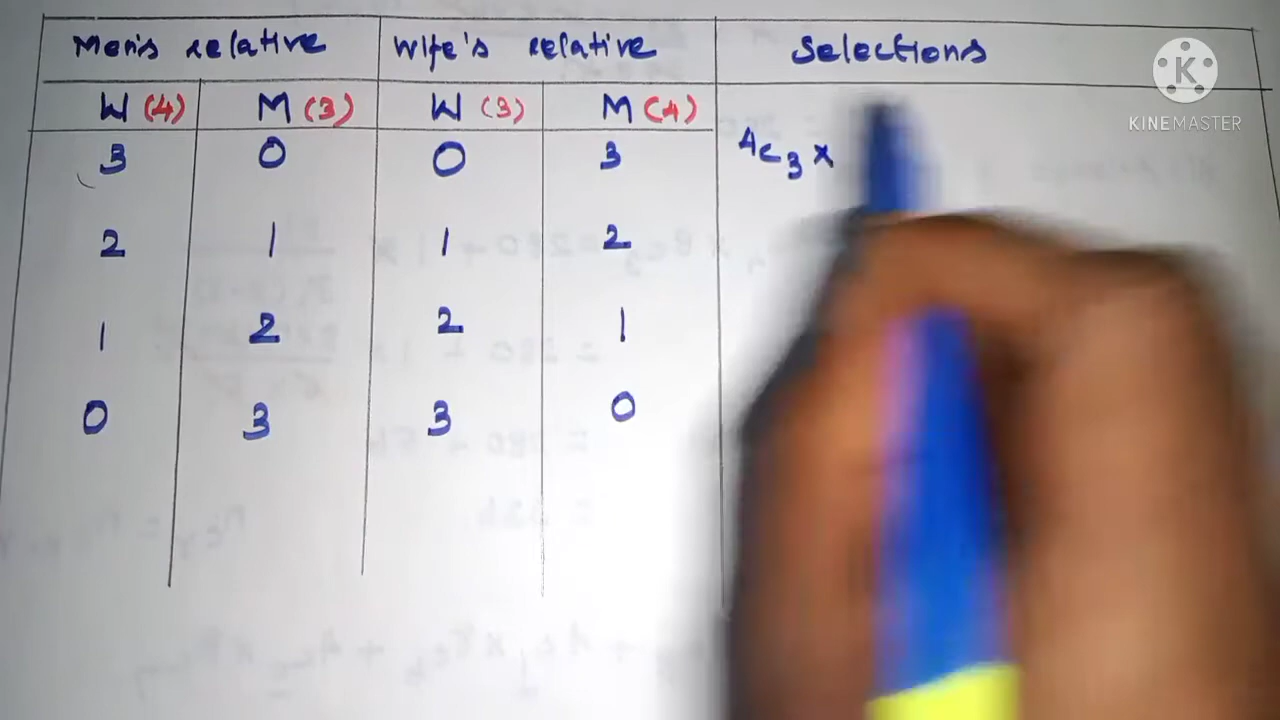 Men's relative Wife's relative Selections
W (4) M (3) W (3) M (4)
3 0 0 3 4C3 ×
2 1 1 2
1 2 2 1
0 3 3 0
K
KINEMASTER